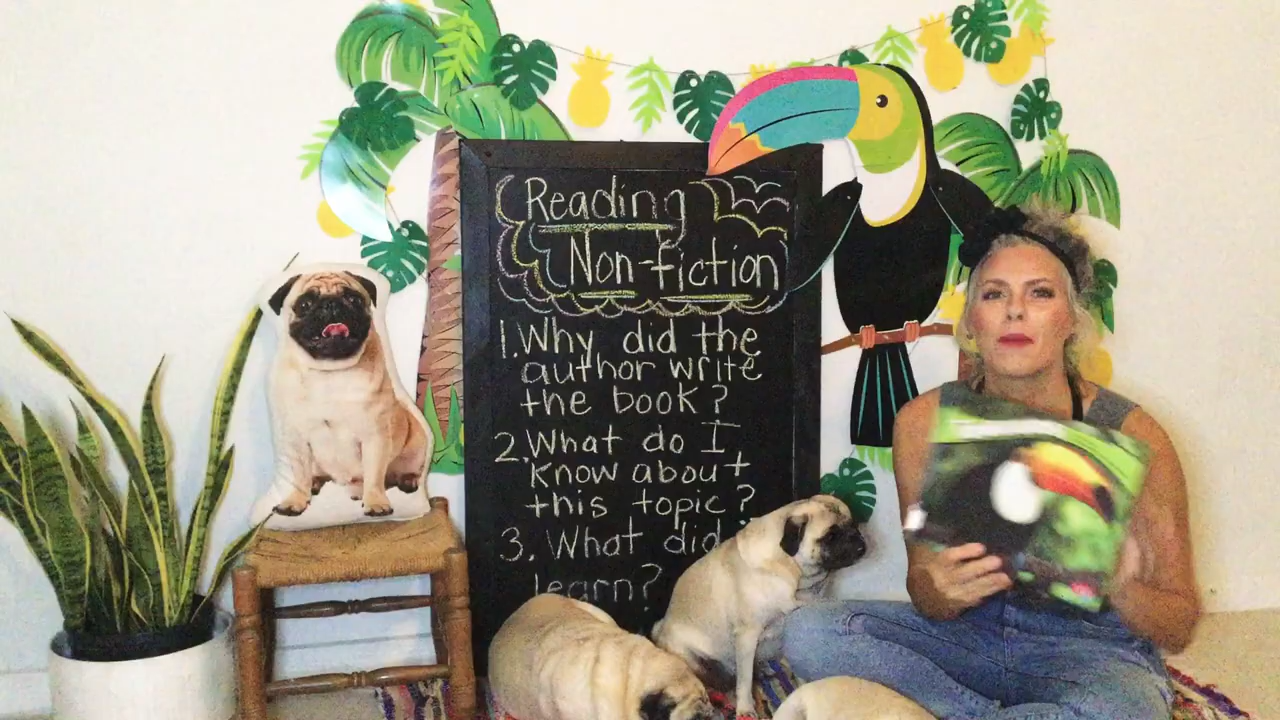 Reading
Non-fiction
1. Why did the
author write
the book?
2. What do I
know about
this topic?
3. What did
learn?